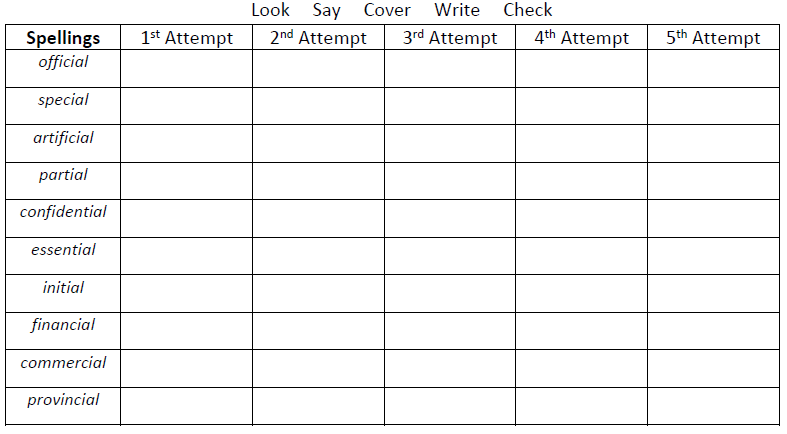 Look Say Cover Write Check
Spellings 1st Attempt 2nd Attempt 3rd Attempt 4th Attempt 5th Attempt
official
special
artificial
partial
confidential
essential
initial
financial
commercial
provincial